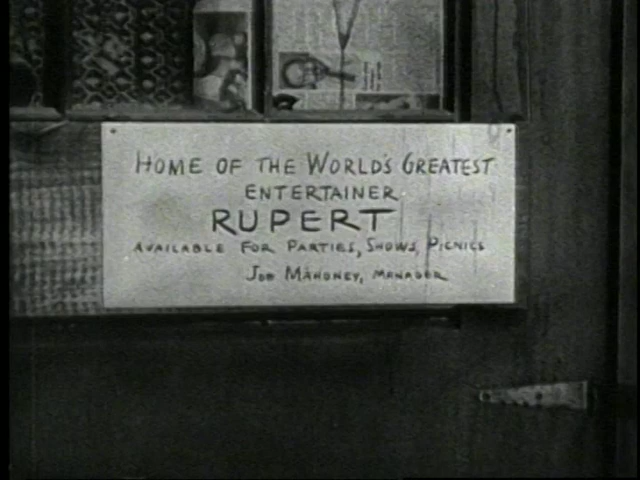 HOME OF THE WORLD'S GREATEST
ENTERTAINER
RUPERT
AVAILABLE FOR PARTIES, SHOWS, PICNICS
JOE MAHONEY, MANAGER